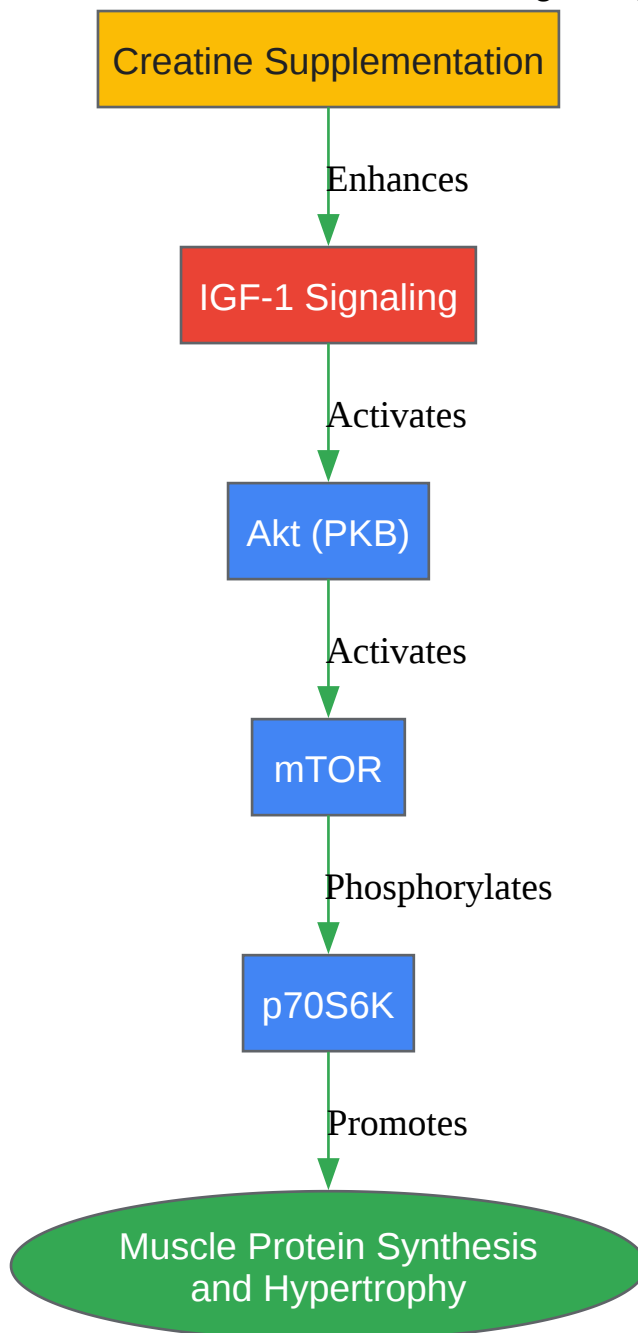 Creatine Supplementation
Enhances
IGF-1 Signaling
Activates
Akt (PKB)
Activates
mTOR
Phosphorylates
p70S6K
Promotes
Muscle Protein Synthesis
and Hypertrophy